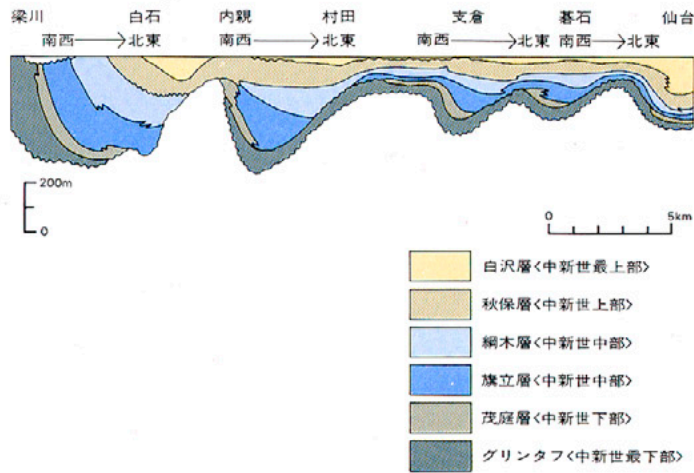 梁川 白石 内親 村田 支倉 碁石 仙台
南西 → 北東 南西 → 北東 南西 → 北東 南西 → 北東
200m
0
0 5km
白沢層<中新世最上部>
秋保層<中新世上部>
綱木層<中新世中部>
旗立層<中新世中部>
茂庭層<中新世下部>
グリンタフ<中新世最下部>